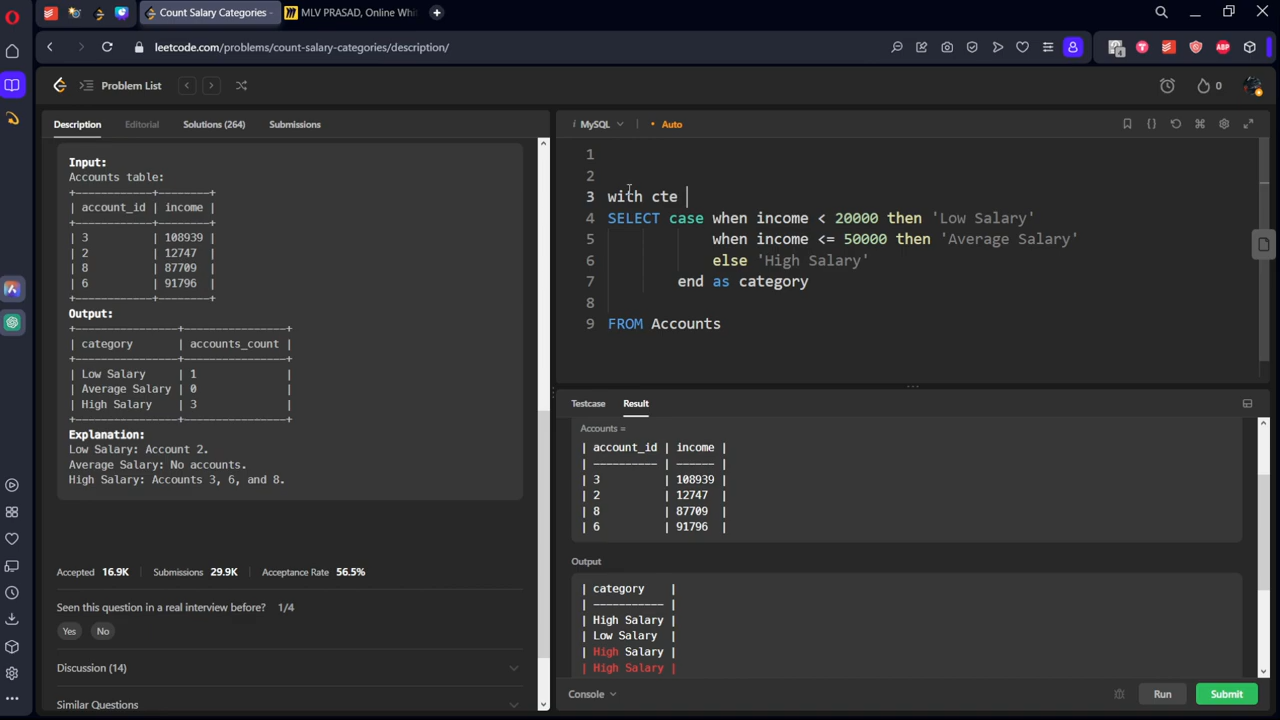 Count Salary Categories -
MLV PRASAD, Online Whit
leetcode.com/problems/count-salary-categories/description/
4
ABP
Problem List
0
Description
Editorial
Solutions (264)
Submissions
Input:
Accounts table:
+------------+--------+
| account_id | income |
+------------+--------+
| 3          | 108939 |
| 2          | 12747  |
| 8          | 87709  |
| 6          | 91796  |
+------------+--------+
Output:
+----------------+----------------+
| category       | accounts_count |
+----------------+----------------+
| Low Salary     | 1              |
| Average Salary | 0              |
| High Salary    | 3              |
+----------------+----------------+
Explanation:
Low Salary: Account 2.
Average Salary: No accounts.
High Salary: Accounts 3, 6, and 8.
Accepted 16.9K Submissions 29.9K Acceptance Rate 56.5%
Seen this question in a real interview before? 1/4
Yes No
Discussion (14)
Similar Questions
i MySQL
• Auto
{}
1
2
3 with cte
4 SELECT case when income < 20000 then 'Low Salary'
5 when income <= 50000 then 'Average Salary'
6 else 'High Salary'
7 end as category
8
9 FROM Accounts
Testcase
Result
Accounts =
| account_id | income |
| ---------- | ------ |
| 3          | 108939 |
| 2          | 12747  |
| 8          | 87709  |
| 6          | 91796  |
Output
| category    |
| ----------- |
| High Salary |
| Low Salary  |
| High Salary |
| High Salary |
Console
Run
Submit